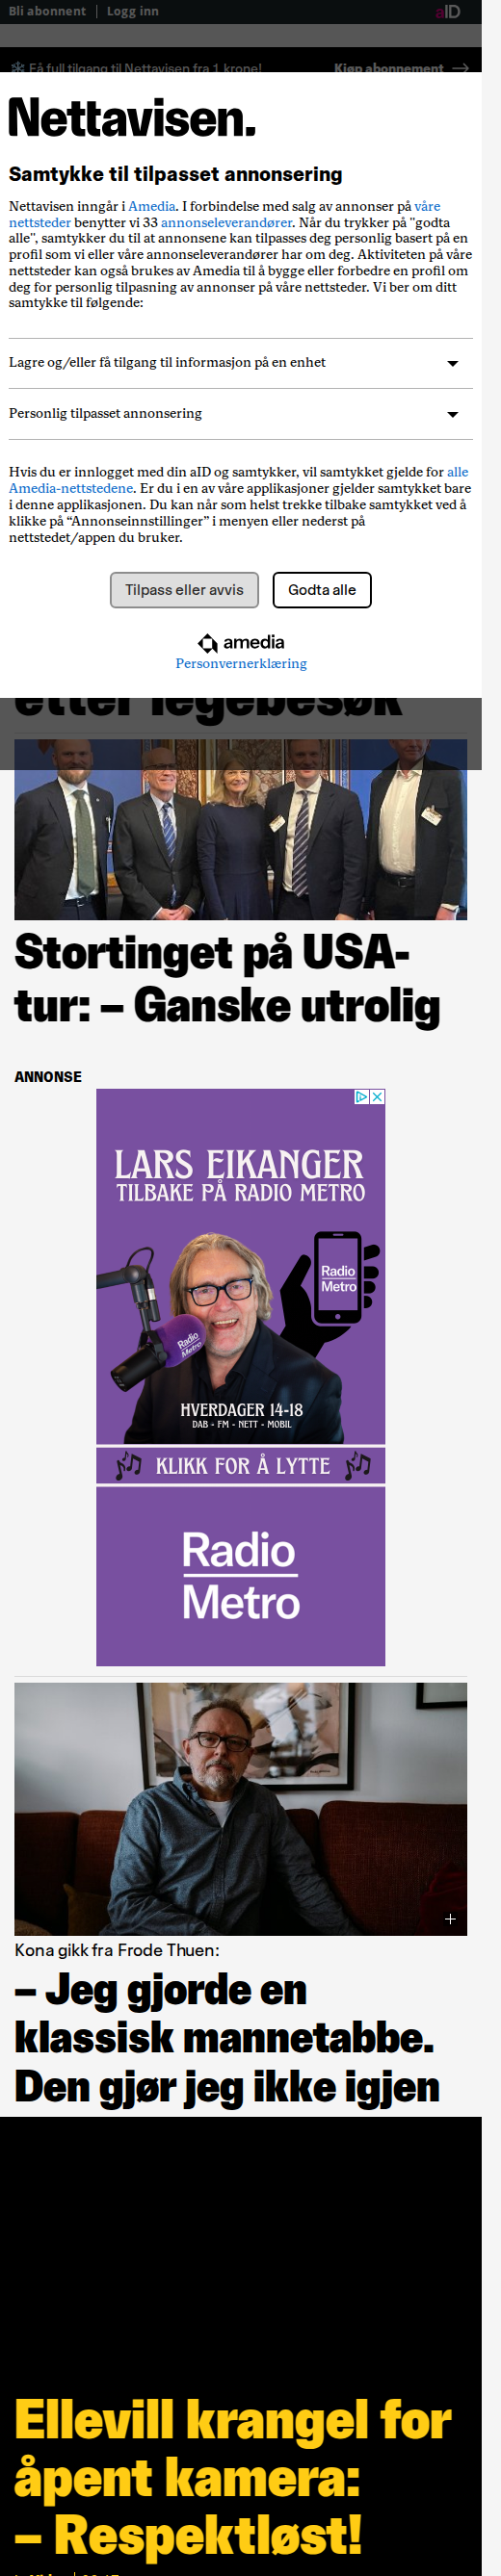 Bli abonnent | Logg inn aID
Få full tilgang til Nettavisen fra 1 krone! Kjøp abonnement →
Nettavisen.
Samtykke til tilpasset annonsering
Nettavisen inngår i Amedia. I forbindelse med salg av annonser på våre
nettsteder benytter vi 33 annonseleverandører. Når du trykker på "godta
alle", samtykker du til at annonsene kan tilpasses deg personlig basert på en
profil som vi eller våre annonseleverandører har om deg. Aktiviteten på våre
nettsteder kan også brukes av Amedia til å bygge eller forbedre en profil om
deg for personlig tilpasning av annonser på våre nettsteder. Vi ber om ditt
samtykke til følgende:
Lagre og/eller få tilgang til informasjon på en enhet
Personlig tilpasset annonsering
Hvis du er innlogget med din aID og samtykker, vil samtykket gjelde for alle
Amedia-nettstedene. Er du i en av våre applikasjoner gjelder samtykket bare
i denne applikasjonen. Du kan når som helst trekke tilbake samtykket ved å
klikke på “Annonseinnstillinger” i menyen eller nederst på
nettstedet/appen du bruker.
Tilpass eller avvis Godta alle
amedia
Personvernerklæring
etter legebesøk
Stortinget på USA-
tur: – Ganske utrolig
ANNONSE
LARS EIKANGER
TILBAKE PÅ RADIO METRO
Radio
Metro
Radio
Metro
HVERDAGER 14-18
DAB - FM - NETT - MOBIL
KLIKK FOR Å LYTTE
Radio
Metro
Kona gikk fra Frode Thuen:
– Jeg gjorde en
klassisk mannetabbe.
Den gjør jeg ikke igjen
Ellevill krangel for
åpent kamera:
– Respektløst!